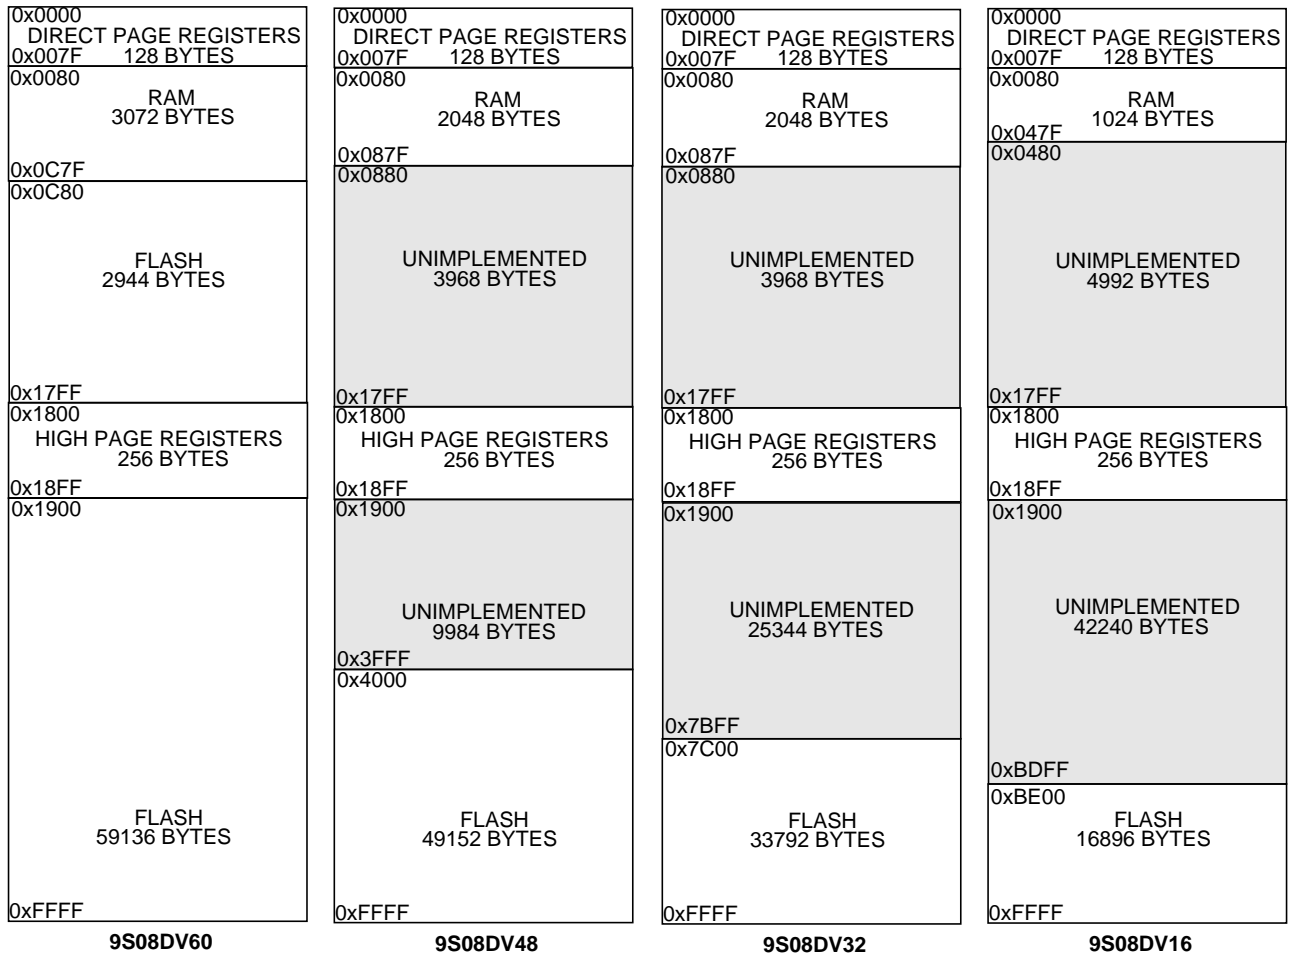 0x0000
DIRECT PAGE REGISTERS
0x007F 128 BYTES
0x0080
RAM
3072 BYTES
0x0C7F
0x0C80
FLASH
2944 BYTES
0x17FF
0x1800
HIGH PAGE REGISTERS
256 BYTES
0x18FF
0x1900
FLASH
59136 BYTES
0xFFFF
9S08DV60
0x0000
DIRECT PAGE REGISTERS
0x007F 128 BYTES
0x0080
RAM
2048 BYTES
0x087F
0x0880
UNIMPLEMENTED
3968 BYTES
0x17FF
0x1800
HIGH PAGE REGISTERS
256 BYTES
0x18FF
0x1900
UNIMPLEMENTED
9984 BYTES
0x3FFF
0x4000
FLASH
49152 BYTES
0xFFFF
9S08DV48
0x0000
DIRECT PAGE REGISTERS
0x007F 128 BYTES
0x0080
RAM
2048 BYTES
0x087F
0x0880
UNIMPLEMENTED
3968 BYTES
0x17FF
0x1800
HIGH PAGE REGISTERS
256 BYTES
0x18FF
0x1900
UNIMPLEMENTED
25344 BYTES
0x7BFF
0x7C00
FLASH
33792 BYTES
0xFFFF
9S08DV32
0x0000
DIRECT PAGE REGISTERS
0x007F 128 BYTES
0x0080
RAM
1024 BYTES
0x047F
0x0480
UNIMPLEMENTED
4992 BYTES
0x17FF
0x1800
HIGH PAGE REGISTERS
256 BYTES
0x18FF
0x1900
UNIMPLEMENTED
42240 BYTES
0xBDFF
0xBE00
FLASH
16896 BYTES
0xFFFF
9S08DV16